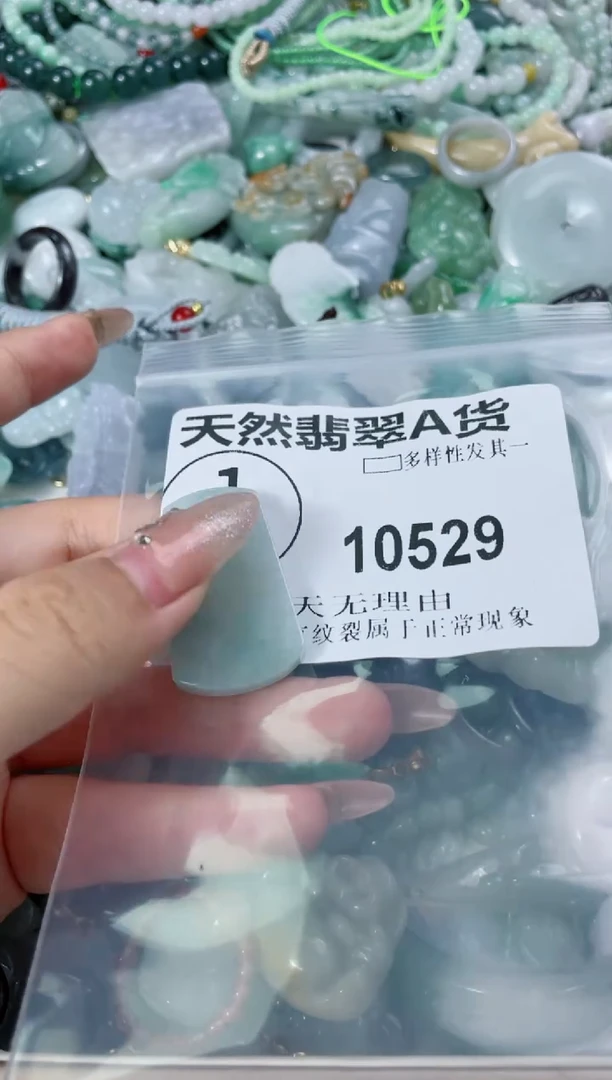 天然翡翠A货
多样性发其一
1
10529
天无理由
纹裂属于正常现象